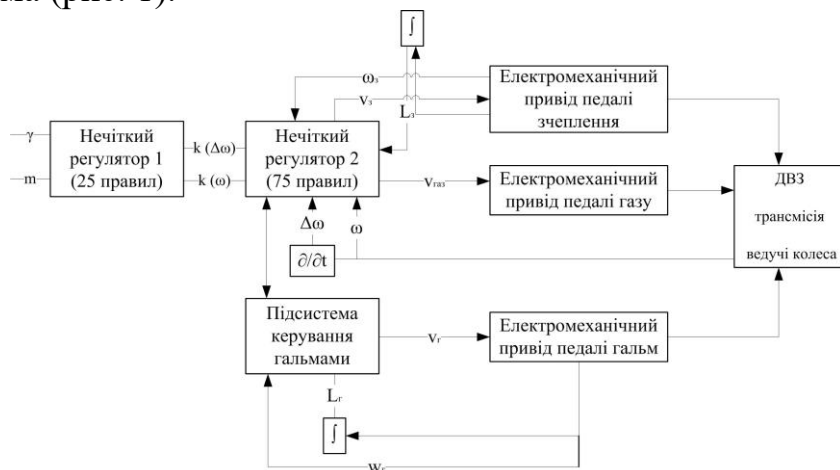 ма (рис. 1).
∫
ωз
Vз
Lз
Електромеханічний
привід педалі
зчеплення
γ
m
Нечіткий
регулятор 1
(25 правил)
k (Δω)
k (ω)
Нечіткий
регулятор 2
(75 правил)
Vгаз
Електромеханічний
привід педалі газу
ДВЗ
трансмісія
ведучі колеса
Δω
ω
∂/∂t
Підсистема
керування
гальмами
Vг
Електромеханічний
привід педалі гальм
Lг
∫
wг